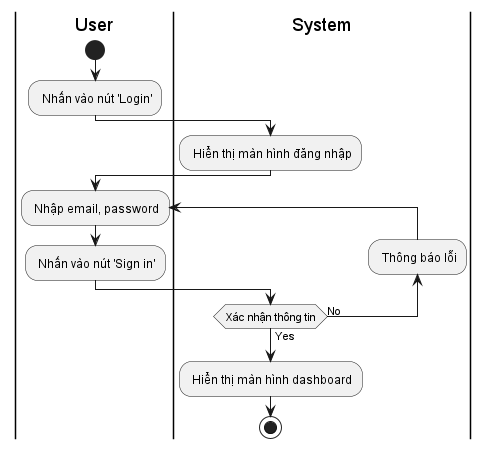 User
System
Nhấn vào nút 'Login'
Hiển thị màn hình đăng nhập
Nhập email, password
Thông báo lỗi
Nhấn vào nút 'Sign in'
Xác nhận thông tin
No
Yes
Hiển thị màn hình dashboard